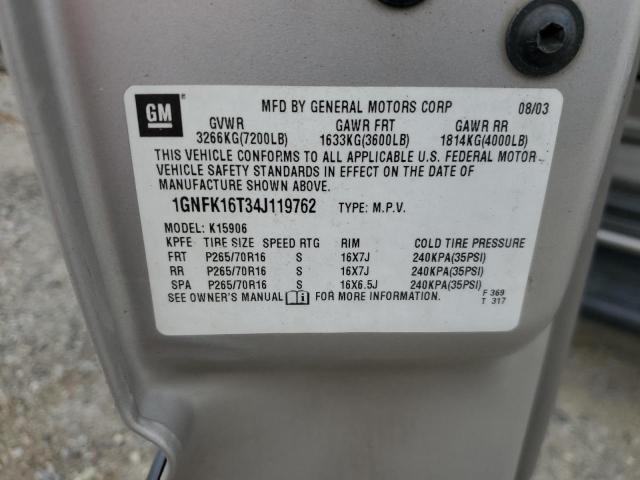 GM MFD BY GENERAL MOTORS CORP 08/03
GVWR GAWR FRT GAWR RR
3266KG(7200LB) 1633KG(3600LB) 1814KG(4000LB)
THIS VEHICLE CONFORMS TO ALL APPLICABLE U.S. FEDERAL MOTOR
VEHICLE SAFETY STANDARDS IN EFFECT ON THE DATE OF
MANUFACTURE SHOWN ABOVE.
1GNFK16T34J119762 TYPE: M.P.V.
MODEL: K15906
KPFE TIRE SIZE SPEED RTG RIM COLD TIRE PRESSURE
FRT P265/70R16 S 16X7J 240KPA(35PSI)
RR P265/70R16 S 16X7J 240KPA(35PSI)
SPA P265/70R16 S 16X6.5J 240KPA(35PSI)
SEE OWNER'S MANUAL FOR MORE INFORMATION. F 369
T 317